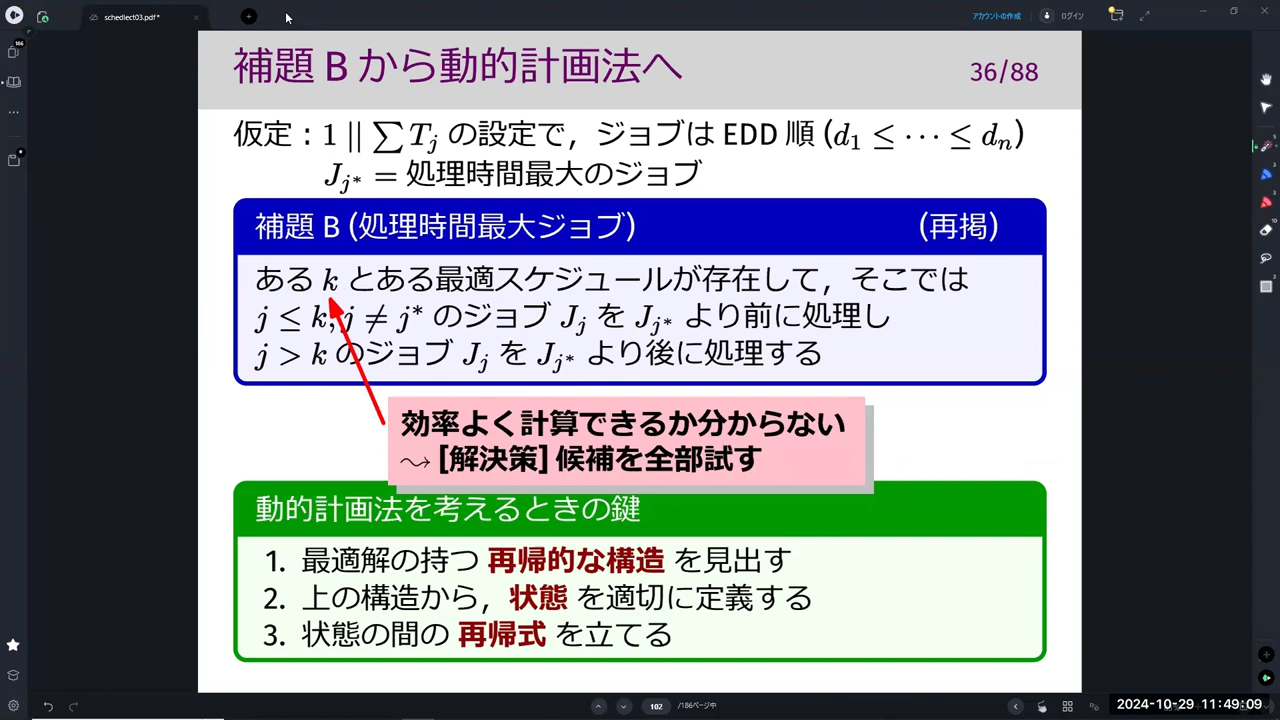 schedlect03.pdf*
アカウントの作成
ログイン
186
補題 B から動的計画法へ
36/88
仮定：1 || ∑ T_j の設定で，ジョブは EDD 順 (d_1 ≤ ⋯ ≤ d_n)
J_{j*} = 処理時間最大のジョブ
補題 B (処理時間最大ジョブ) (再掲)
ある k とある最適スケジュールが存在して，そこでは
j ≤ k, j ≠ j* のジョブ J_j を J_{j*} より前に処理し
j > k のジョブ J_j を J_{j*} より後に処理する
効率よく計算できるか分からない
⤳ [解決策] 候補を全部試す
動的計画法を考えるときの鍵
1. 最適解の持つ 再帰的な構造 を見出す
2. 上の構造から，状態 を適切に定義する
3. 状態の間の 再帰式 を立てる
102 /186ページ中
2024-10-29 11:49:09